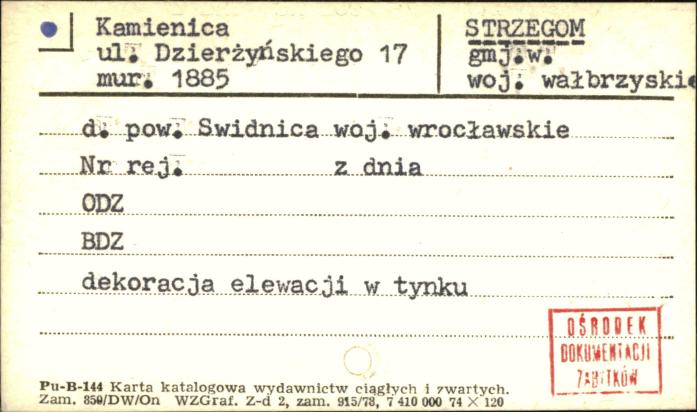 Kamienica
ul. Dzierżyńskiego 17
mur. 1885
STRZEGOM
gmj.w.
woj. wałbrzyskie
d. pow. Swidnica woj. wrocławskie
Nr rej. z dnia
ODZ
BDZ
dekoracja elewacji w tynku
OŚRODEK
DOKUMENTACJI
ZABYTKÓW
Pu-B-144 Karta katalogowa wydawnictw ciągłych i zwartych.
Zam. 850/DW/On WZGraf. Z-d 2, zam. 915/78, 7 410 000 74 × 120